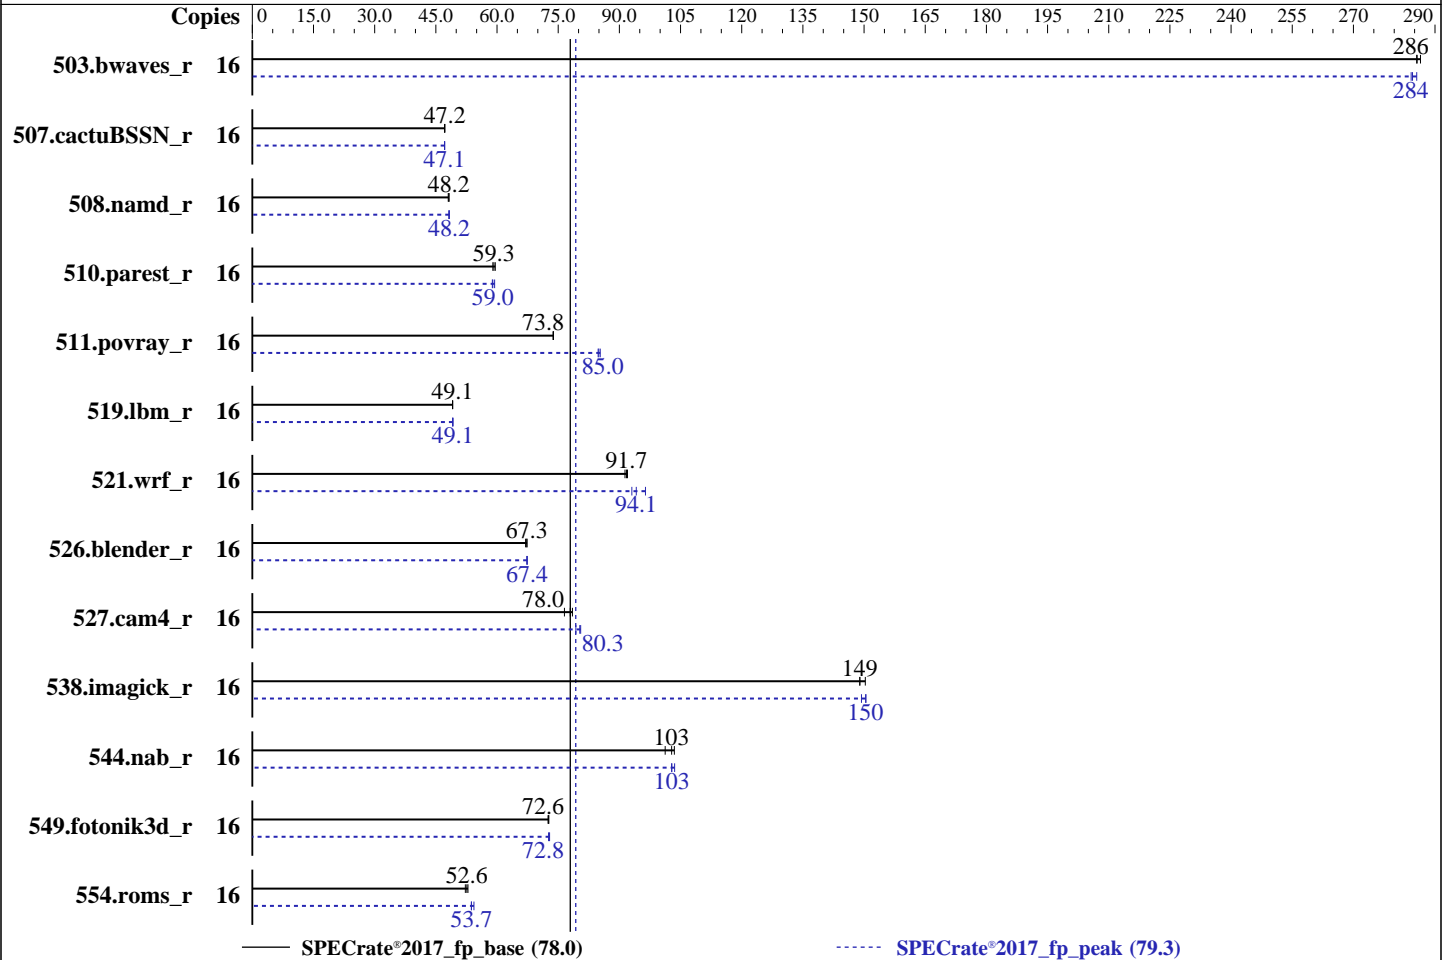 Copies 0 15.0 30.0 45.0 60.0 75.0 90.0 105 120 135 150 165 180 195 210 225 240 255 270 290
503.bwaves_r 16 286
284
507.cactuBSSN_r 16 47.2
47.1
508.namd_r 16 48.2
48.2
510.parest_r 16 59.3
59.0
511.povray_r 16 73.8
85.0
519.lbm_r 16 49.1
49.1
521.wrf_r 16 91.7
94.1
526.blender_r 16 67.3
67.4
527.cam4_r 16 78.0
80.3
538.imagick_r 16 149
150
544.nab_r 16 103
103
549.fotonik3d_r 16 72.6
72.8
554.roms_r 16 52.6
53.7
SPECrate®2017_fp_base (78.0) SPECrate®2017_fp_peak (79.3)